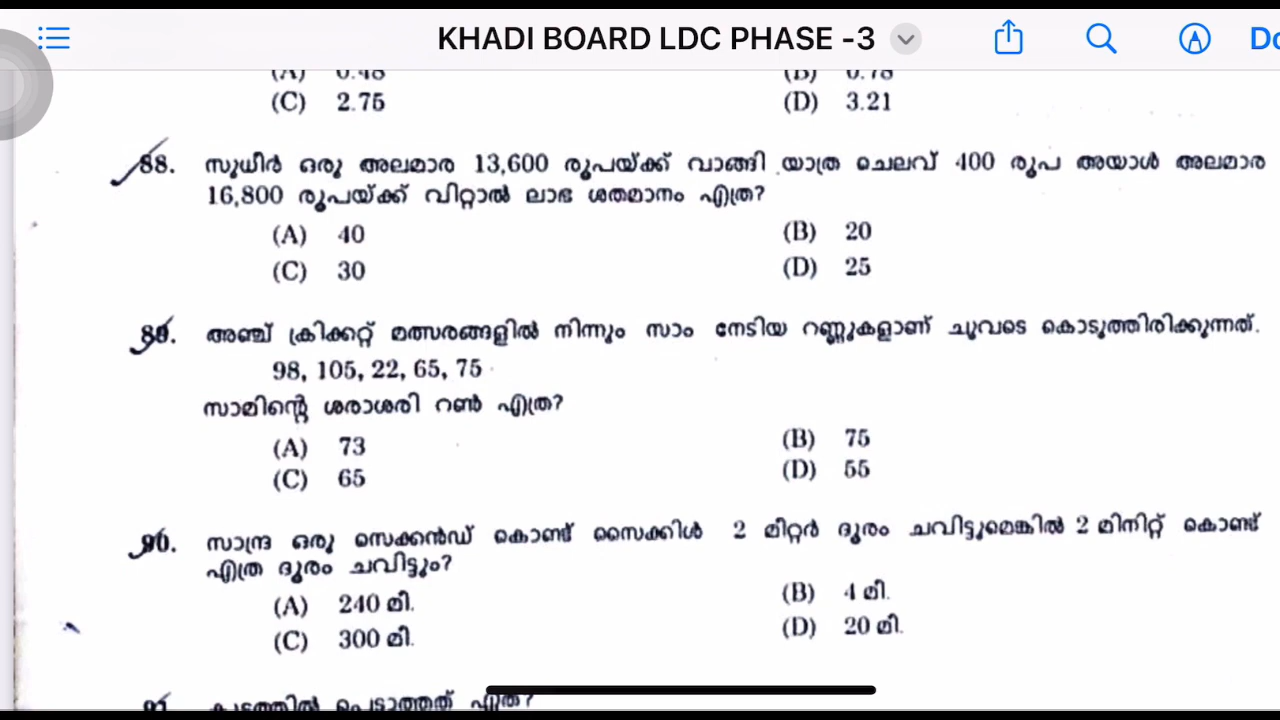 KHADI BOARD LDC PHASE -3
(C) 2.75 (D) 3.21
88. സുധീർ ഒരു അലമാര 13,600 രൂപയ്ക്ക് വാങ്ങി യാത്ര ചെലവ് 400 രൂപ അയാൾ അലമാര
16,800 രൂപയ്ക്ക് വിറ്റാൽ ലാഭ ശതമാനം എത്ര?
(A) 40 (B) 20
(C) 30 (D) 25
89. അഞ്ച് ക്രിക്കറ്റ് മത്സരങ്ങളിൽ നിന്നും സാം നേടിയ റണ്ണുകളാണ് ചുവടെ കൊടുത്തിരിക്കുന്നത്.
98, 105, 22, 65, 75
സാമിന്റെ ശരാശരി റൺ എത്ര?
(A) 73 (B) 75
(C) 65 (D) 55
90. സാന്ദ്ര ഒരു സെക്കൻഡ് കൊണ്ട് സൈക്കിൾ 2 മീറ്റർ ദൂരം ചവിട്ടുമെങ്കിൽ 2 മിനിറ്റ് കൊണ്ട്
എത്ര ദൂരം ചവിട്ടും?
(A) 240 മീ. (B) 4 മീ.
(C) 300 മീ. (D) 20 മീ.